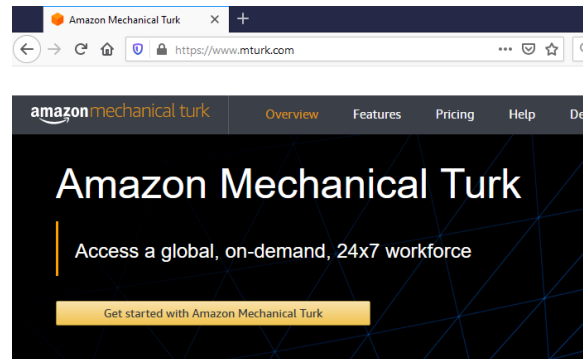 Amazon Mechanical Turk
https://www.mturk.com
amazon mechanical turk Overview Features Pricing Help
Amazon Mechanical Turk
Access a global, on-demand, 24x7 workforce
Get started with Amazon Mechanical Turk